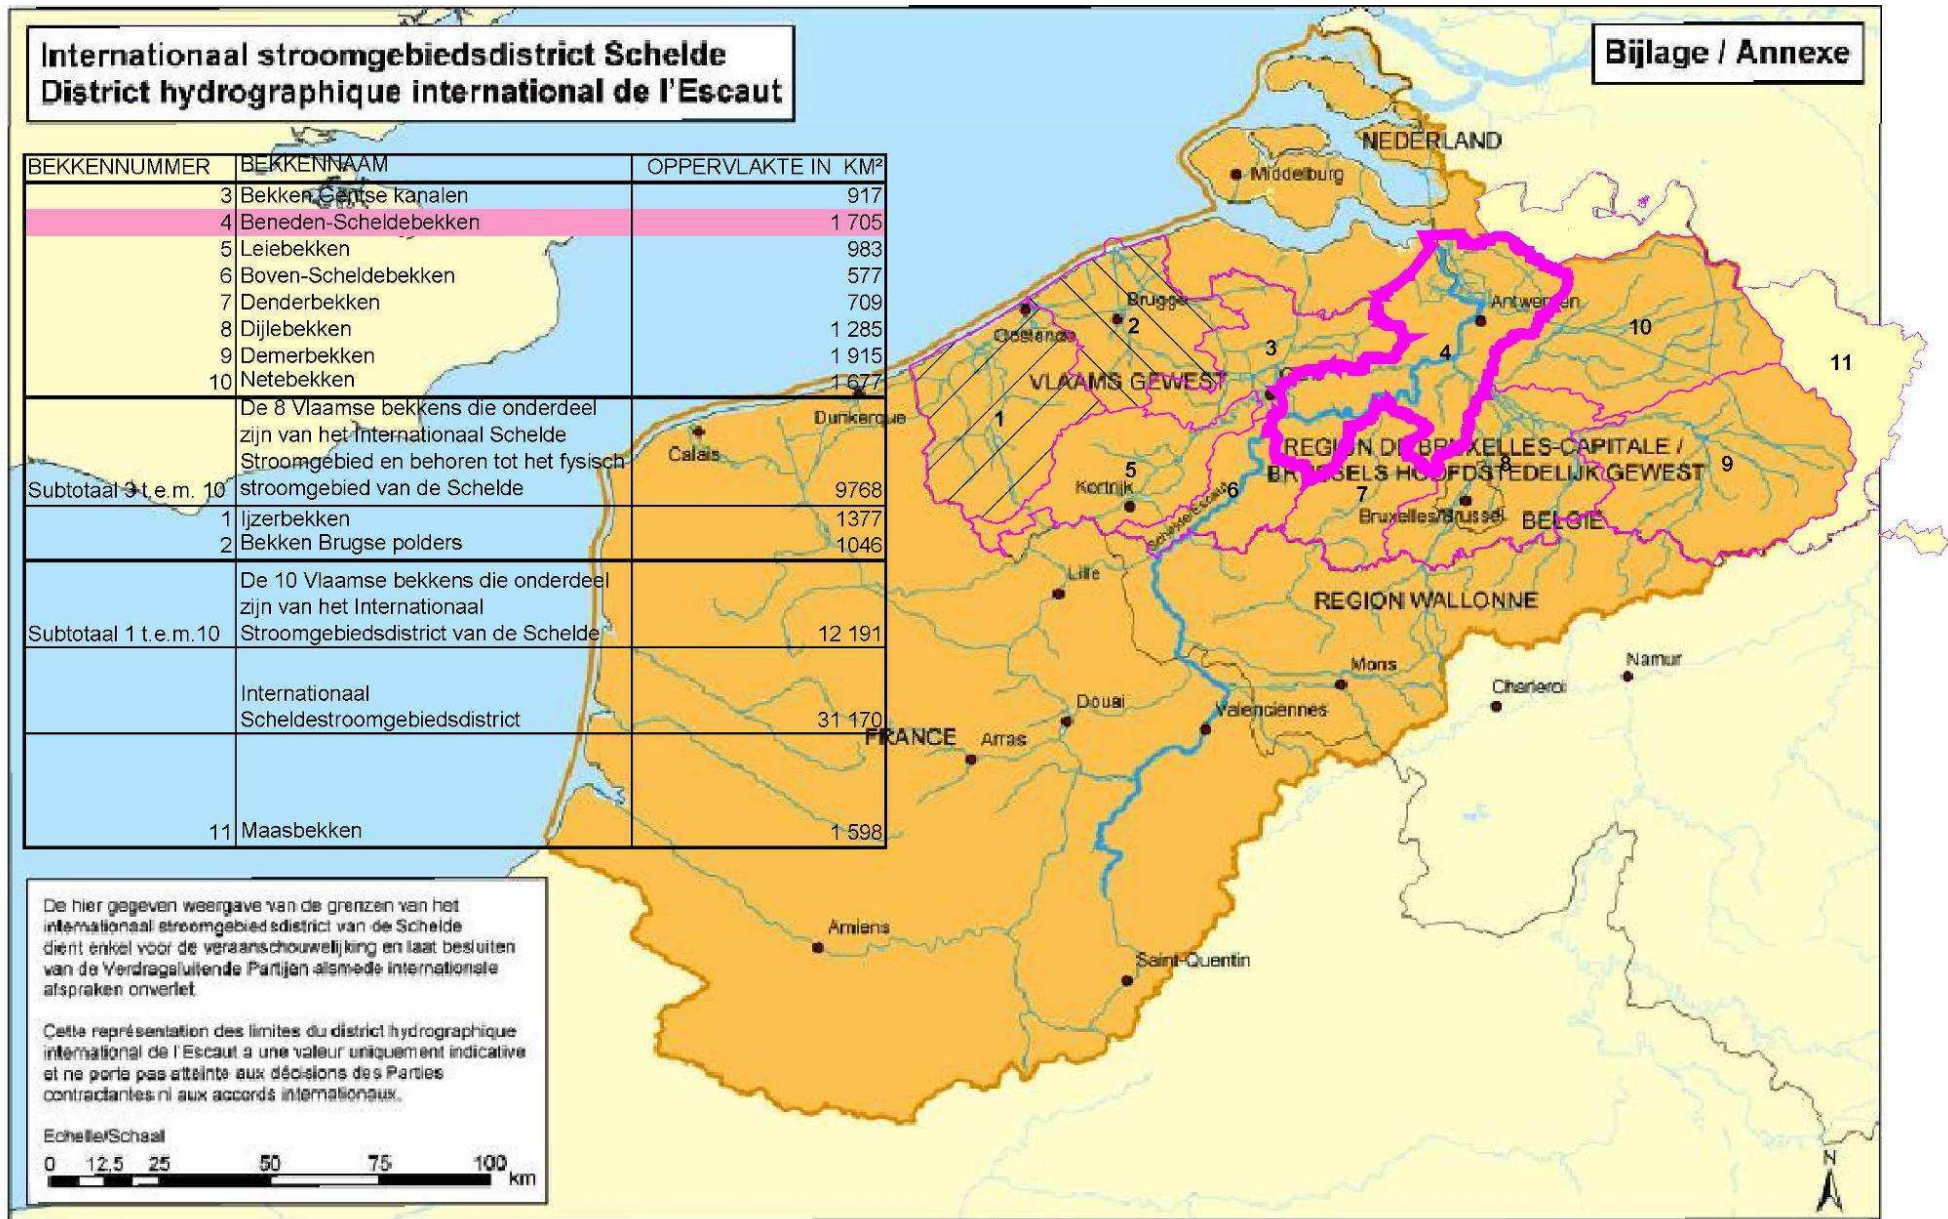 Internationaal stroomgebiedsdistrict Schelde
District hydrographique international de l'Escaut
Bijlage / Annexe
BEKKENNUMMER BEKKENNAAM OPPERVLAKTE IN KM²
3 Bekken Gentse kanalen 917
4 Beneden-Scheldebekken 1 705
5 Leiebekken 983
6 Boven-Scheldebekken 577
7 Denderbekken 709
8 Dijlebekken 1 285
9 Demerbekken 1 915
10 Netebekken 1 677
De 8 Vlaamse bekkens die onderdeel
zijn van het Internationaal Schelde
Stroomgebied en behoren tot het fysisch
Subtotaal 3 t.e.m. 10 stroomgebied van de Schelde 9768
1 Ijzerbekken 1377
2 Bekken Brugse polders 1046
De 10 Vlaamse bekkens die onderdeel
zijn van het Internationaal
Subtotaal 1 t.e.m.10 Stroomgebiedsdistrict van de Schelde 12 191
Internationaal
Scheldestroomgebiedsdistrict 31 170
11 Maasbekken 1 598
NEDERLAND
Middelburg
Brugge
Oostende
Antwerpen
1
2
3
4
5
6
7
8
9
10
11
VLAAMS GEWEST
Dunkerque
Calais
REGION DE BRUXELLES-CAPITALE /
BRUSSELS HOOFDSTEDELIJK GEWEST
Kortrijk
Schelde/Escaut
Bruxelles/Brussel
BELGIË
Lille
REGION WALLONNE
Mons
Namur
Charleroi
Douai
Valenciennes
FRANCE
Arras
Amiens
Saint-Quentin
De hier gegeven weergave van de grenzen van het
internationaal stroomgebiedsdistrict van de Schelde
dient enkel voor de veraanschouwelijking en laat besluiten
van de Verdragsluitende Partijen alsmede internationale
afspraken onverlet
Cette représentation des limites du district hydrographique
international de l'Escaut a une valeur uniquement indicative
et ne porte pas atteinte aux décisions des Parties
contractantes ni aux accords internationaux.
Echelle/Schaal
0 12,5 25 50 75 100
km
N